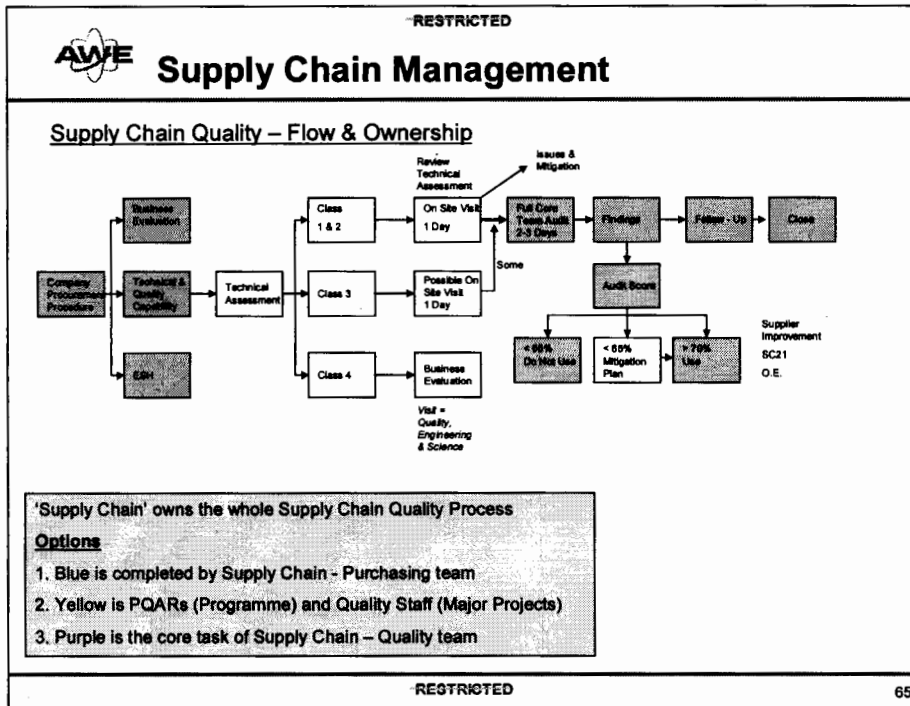 RESTRICTED
AWE
Supply Chain Management
Supply Chain Quality – Flow & Ownership
Review
Technical
Assessment
Issues &
Mitigation
Business
Evaluation
Class
1 & 2
On Site Visit
1 Day
Full Core
Team Audit
2-3 Days
Findings
Follow - Up
Close
Company
Procurement
Procedure
Technical &
Quality
Capability
Technical
Assessment
Class 3
Possible On
Site Visit
1 Day
Some
Audit Score
ESH
Class 4
Business
Evaluation
Do Not Use
< 65%
Mitigation
Plan
> 70%
Use
Supplier
Improvement
SC21
O.E.
Visit =
Quality,
Engineering
& Science
'Supply Chain' owns the whole Supply Chain Quality Process
Options
1. Blue is completed by Supply Chain - Purchasing team
2. Yellow is PQARs (Programme) and Quality Staff (Major Projects)
3. Purple is the core task of Supply Chain – Quality team
RESTRICTED
65